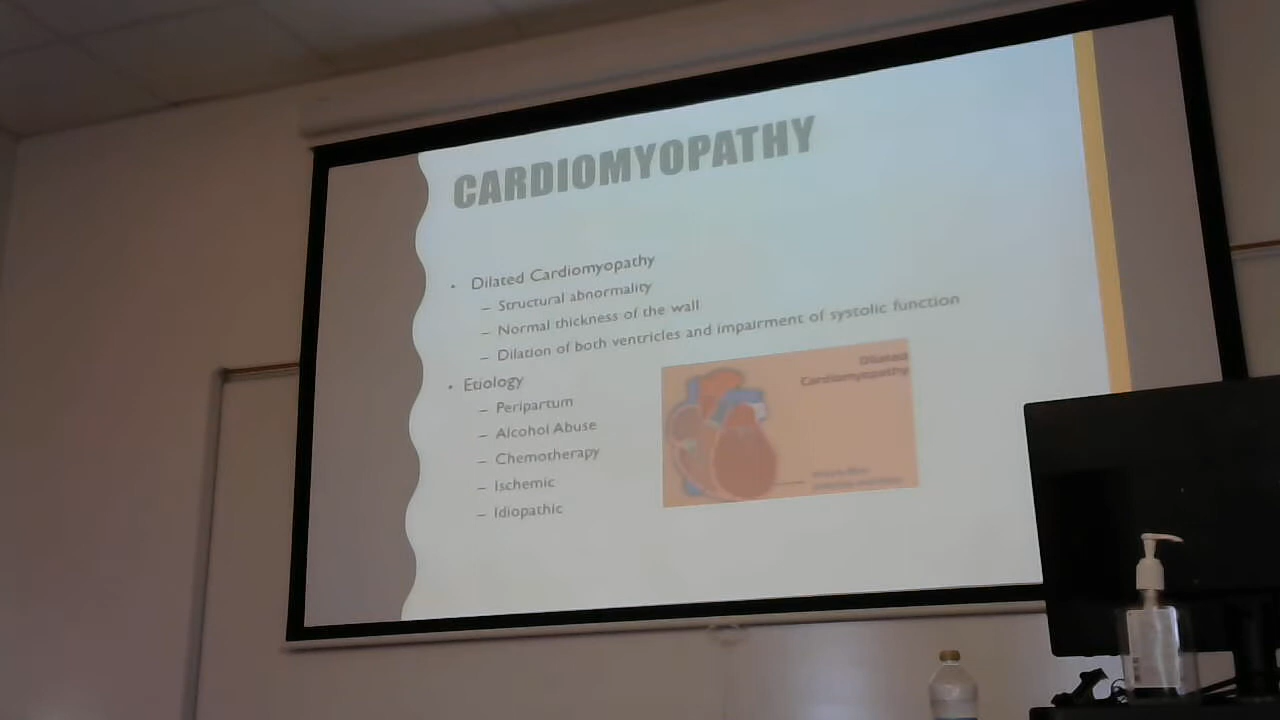 CARDIOMYOPATHY
• Dilated Cardiomyopathy
– Structural abnormality
– Normal thickness of the wall
– Dilation of both ventricles and impairment of systolic function
• Etiology
– Peripartum
– Alcohol Abuse
– Chemotherapy
– Ischemic
– Idiopathic
Dilated
Cardiomyopathy